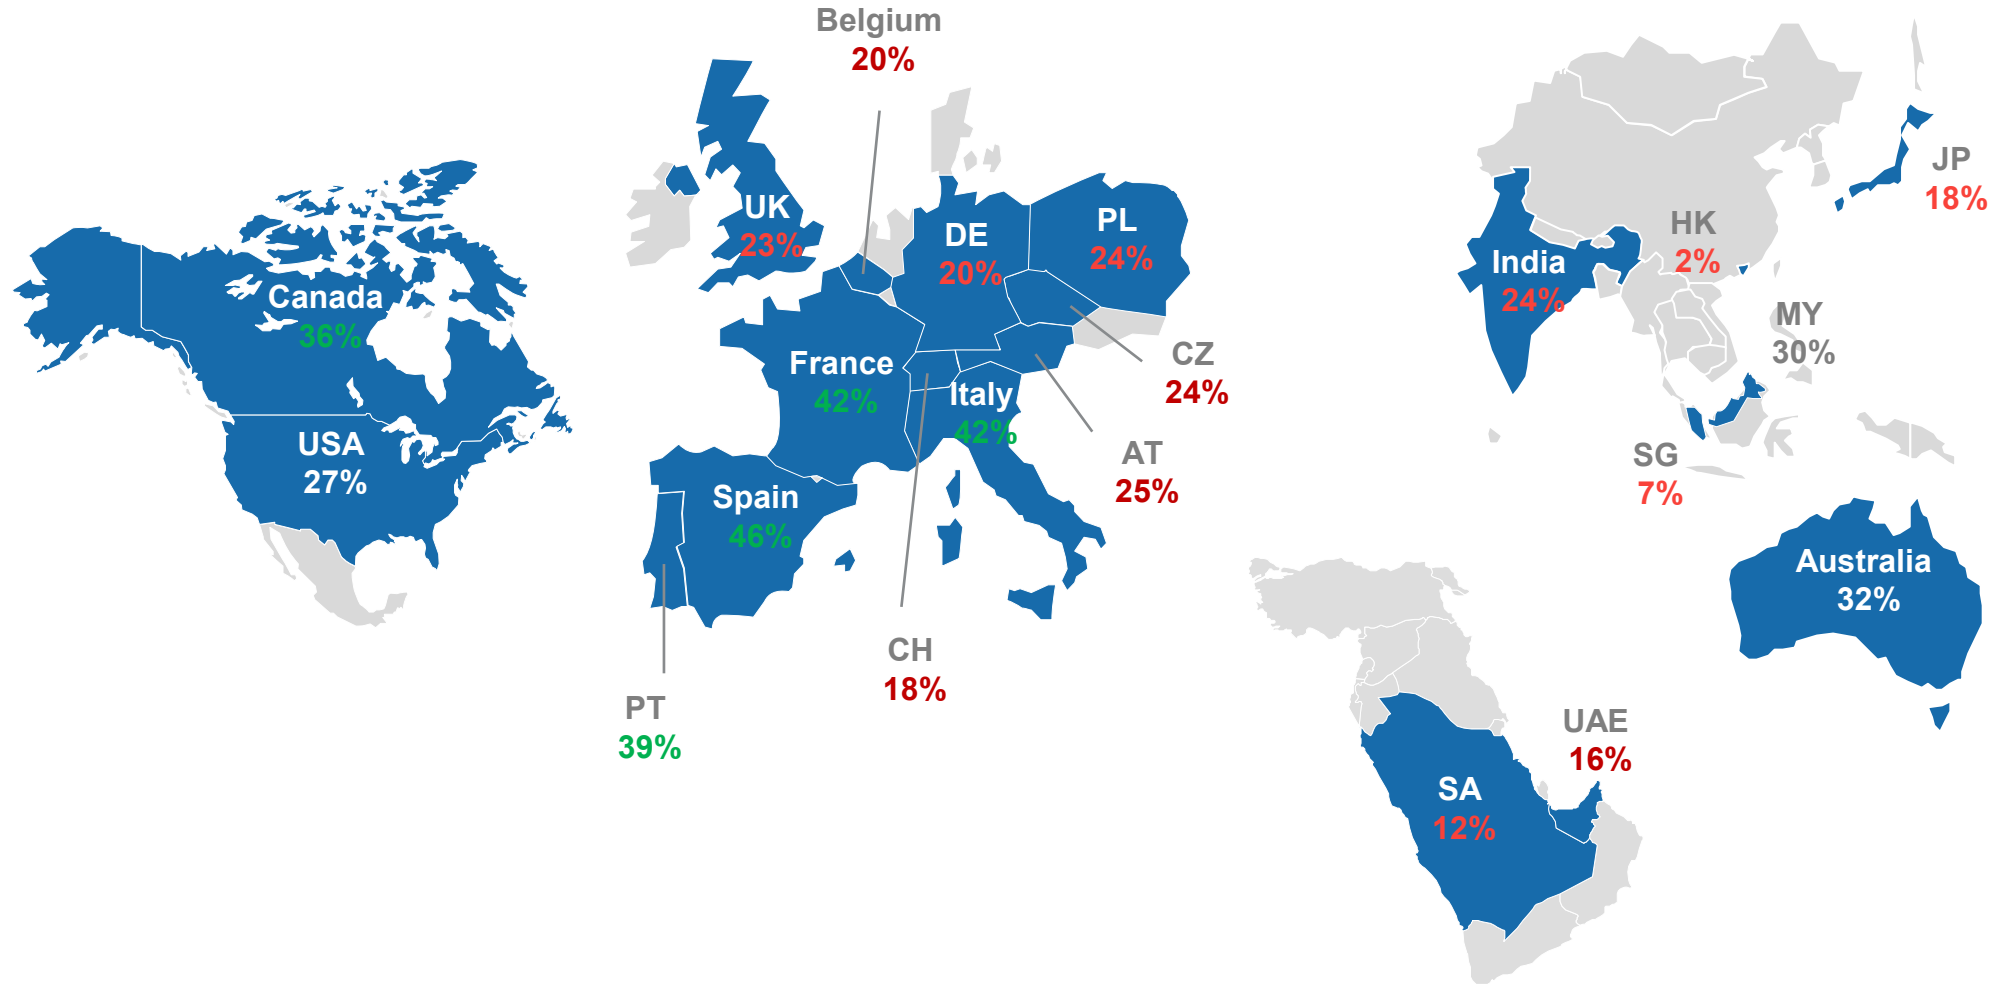 Canada
36%
USA
27%
Belgium
20%
UK
23%
DE
20%
PL
24%
France
42%
Italy
42%
CZ
24%
AT
25%
Spain
46%
CH
18%
PT
39%
JP
18%
HK
2%
India
24%
MY
30%
SG
7%
Australia
32%
UAE
16%
SA
12%